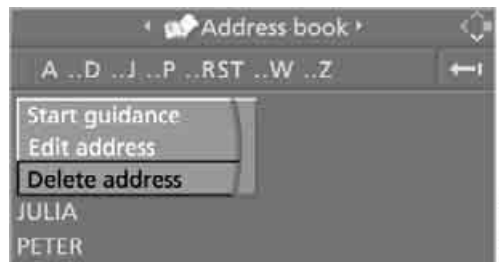 Address book
A ..D ..J ..P ..RST ..W ..Z
Start guidance
Edit address
Delete address
JULIA
PETER